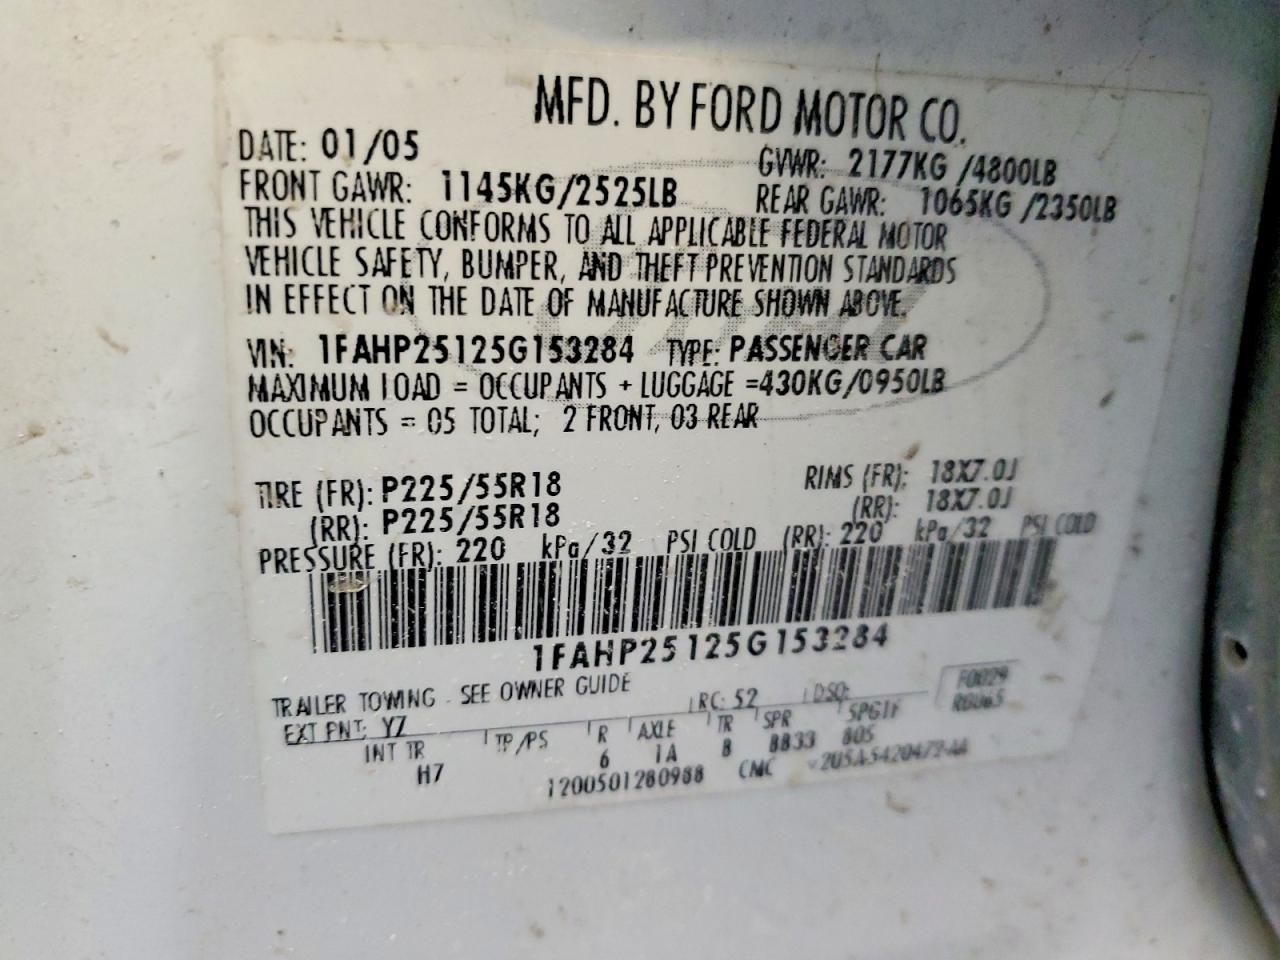 MFD. BY FORD MOTOR CO.
DATE: 01/05 GVWR: 2177KG /4800LB
FRONT GAWR: 1145KG/2525LB REAR GAWR: 1065KG /2350LB
THIS VEHICLE CONFORMS TO ALL APPLICABLE FEDERAL MOTOR
VEHICLE SAFETY, BUMPER, AND THEFT PREVENTION STANDARDS
IN EFFECT ON THE DATE OF MANUFACTURE SHOWN ABOVE.
VIN: 1FAHP25125G153284 TYPE: PASSENGER CAR
MAXIMUM LOAD = OCCUPANTS + LUGGAGE =430KG/0950LB
OCCUPANTS = 05 TOTAL; 2 FRONT, 03 REAR
TIRE (FR): P225/55R18 RIMS (FR): 18X7.0J
(RR): P225/55R18 (RR): 18X7.0J
PRESSURE (FR): 220 kPa/32 PSI COLD (RR): 220 kPa/32 PSI COLD
1FAHP25125G153284
TRAILER TOWING - SEE OWNER GUIDE
EXT PNT: YZ RC: 52 DSO: F0029
R0065
INT TR TP/PS R AXLE TR SPR
H7 6 1A B 8833 805
1200501280988 CMC